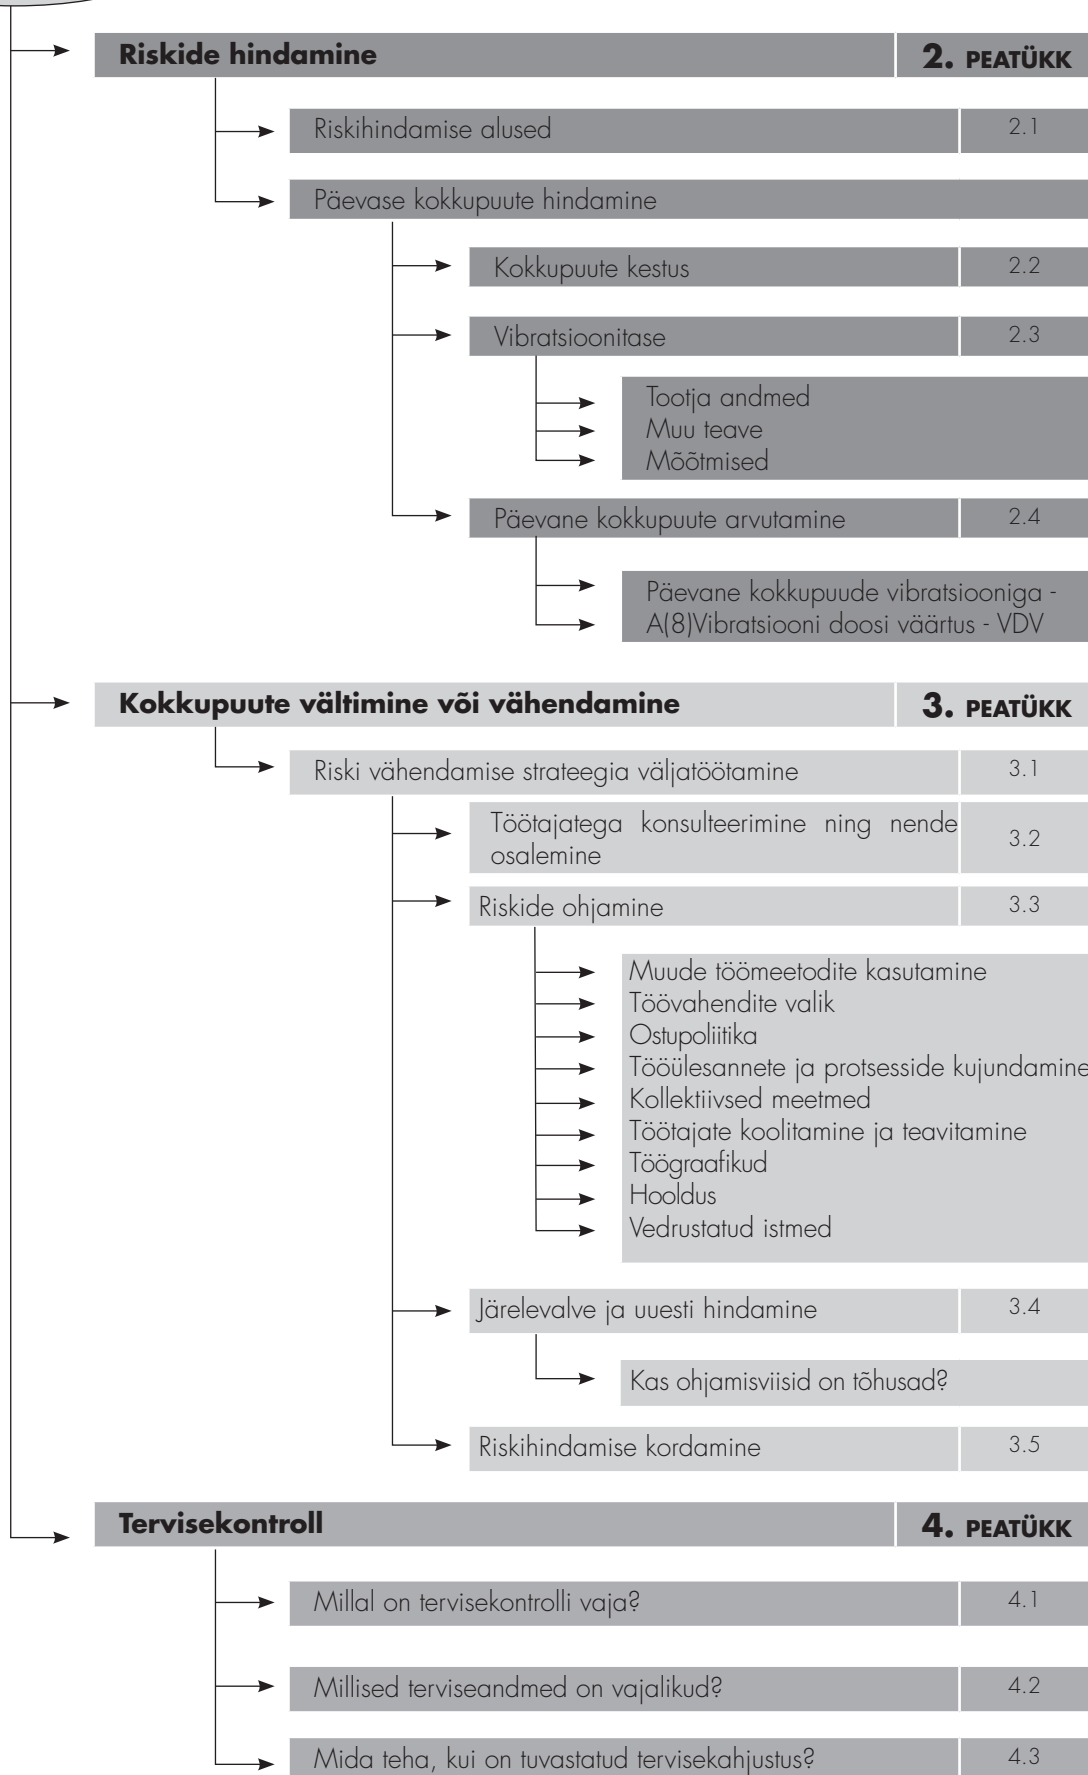 Riskide hindamine 2. PEATÜKK
Riskihindamise alused 2.1
Päevase kokkupuute hindamine
Kokkupuute kestus 2.2
Vibratsioonitase 2.3
Tootja andmed
Muu teave
Mõõtmised
Päevane kokkupuute arvutamine 2.4
Päevane kokkupuude vibratsiooniga -
A(8)Vibratsiooni doosi väärtus - VDV
Kokkupuute vältimine või vähendamine 3. PEATÜKK
Riski vähendamise strateegia väljatöötamine 3.1
Töötajatega konsulteerimine ning nende
osalemine 3.2
Riskide ohjamine 3.3
Muude töömeetodite kasutamine
Töövahendite valik
Ostupoliitika
Tööülesannete ja protsesside kujundamine
Kollektiivsed meetmed
Töötajate koolitamine ja teavitamine
Töögraafikud
Hooldus
Vedrustatud istmed
Järelevalve ja uuesti hindamine 3.4
Kas ohjamisviisid on tõhusad?
Riskihindamise kordamine 3.5
Tervisekontroll 4. PEATÜKK
Millal on tervisekontrolli vaja? 4.1
Millised terviseandmed on vajalikud? 4.2
Mida teha, kui on tuvastatud tervisekahjustus? 4.3